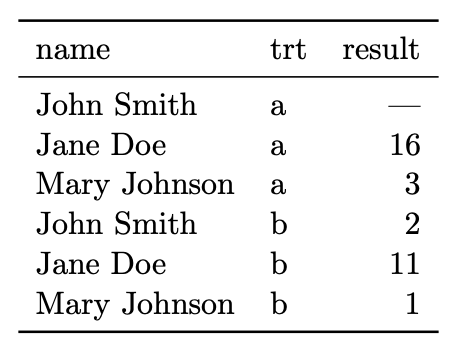 name trt result
John Smith a —
Jane Doe a 16
Mary Johnson a 3
John Smith b 2
Jane Doe b 11
Mary Johnson b 1